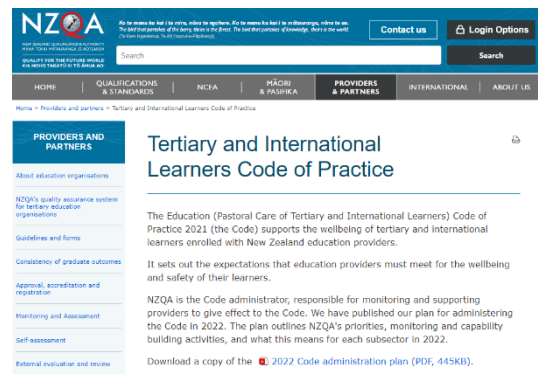 NZQA
Ko te manu ke kai i te miro, nōna te ngahere. Ko te manu ke kai i te mātauranga, nōna te ao.
The bird that partakes of the berry, theirs is the forest. The bird that partakes of knowledge, theirs is the world.
Contact us
Login Options
NEW ZEALAND QUALIFICATIONS AUTHORITY
MANA TOHU MĀTAURANGA O AOTEAROA
QUALIFY FOR THE FUTURE WORLD
KIA NOHO TAKATŪ KI TŌ ĀMUA AO!
Search
Search
HOME
QUALIFICATIONS
& STANDARDS
NCEA
MĀORI
& PASIFIKA
PROVIDERS
& PARTNERS
INTERNATIONAL
ABOUT US
Home > Providers and partners > Tertiary and International Learners Code of Practice
PROVIDERS AND
PARTNERS
About education organisations
NZQA's quality assurance system
for tertiary education
organisations
Guidelines and forms
Consistency of graduate outcomes
Approval, accreditation and
registration
Monitoring and Assessment
Self-assessment
External evaluation and review
Tertiary and International
Learners Code of Practice
The Education (Pastoral Care of Tertiary and International Learners) Code of
Practice 2021 (the Code) supports the wellbeing of tertiary and international
learners enrolled with New Zealand education providers.
It sets out the expectations that education providers must meet for the wellbeing
and safety of their learners.
NZQA is the Code administrator, responsible for monitoring and supporting
providers to give effect to the Code. We have published our plan for administering
the Code in 2022. The plan outlines NZQA's priorities, monitoring and capability
building activities, and what this means for each subsector in 2022.
Download a copy of the 2022 Code administration plan (PDF, 445KB).